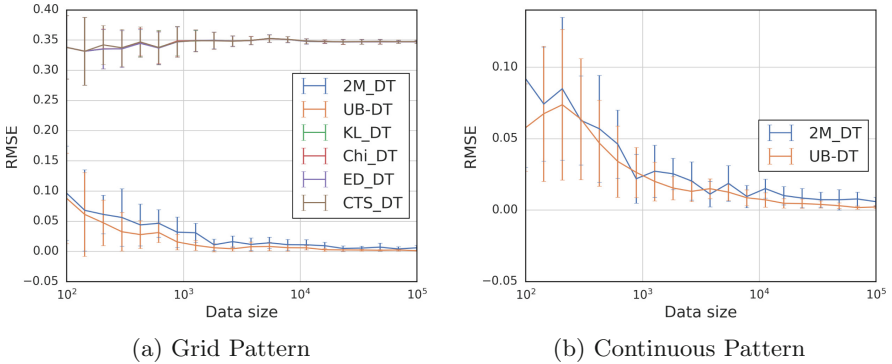 0.40
0.35
0.30
0.25
0.20
0.15
0.10
0.05
0.00
−0.05
RMSE
10^2
10^3
10^4
10^5
Data size
2M_DT
UB-DT
KL_DT
Chi_DT
ED_DT
CTS_DT
(a) Grid Pattern
0.10
0.05
0.00
−0.05
RMSE
10^2
10^3
10^4
10^5
Data size
2M_DT
UB-DT
(b) Continuous Pattern